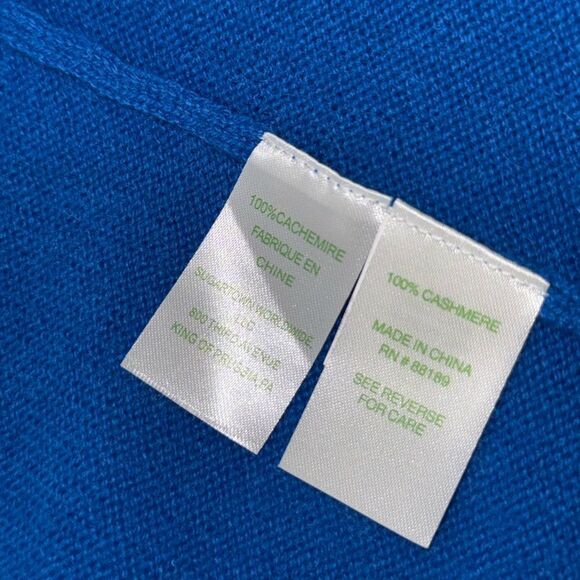 100%CACHEMIRE
FABRIQUE EN
CHINE
SUGARTOWN WORLDWIDE,
LLC
800 THIRD AVENUE
KING OF PRUSSIA, PA
100% CASHMERE
MADE IN CHINA
RN # 88189
SEE REVERSE
FOR CARE